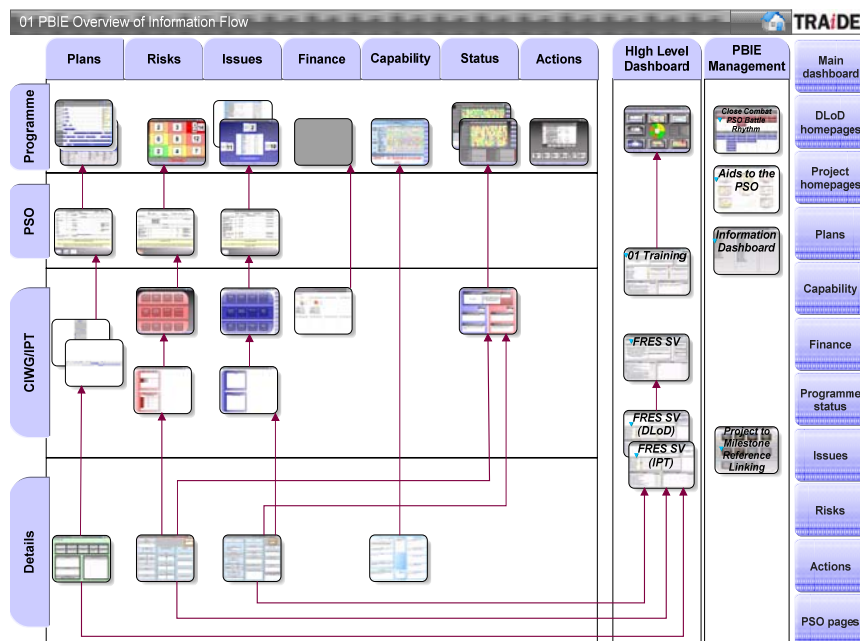 01 PBIE Overview of Information Flow
TRAiDE
Plans
Risks
Issues
Finance
Capability
Status
Actions
HIgh Level
Dashboard
PBIE
Management
Main
dashboard
DLoD
homepages
Project
homepages
Plans
Capability
Finance
Programme
status
Issues
Risks
Actions
PSO pages
Programme
PSO
CIWG/IPT
Details
Close Combat
PSO Battle
Rhythm
Aids to the
PSO
Information
Dashboard
01 Training
FRES SV
FRES SV
(DLoD)
FRES SV
(IPT)
Project to
Milestone
Reference
Linking